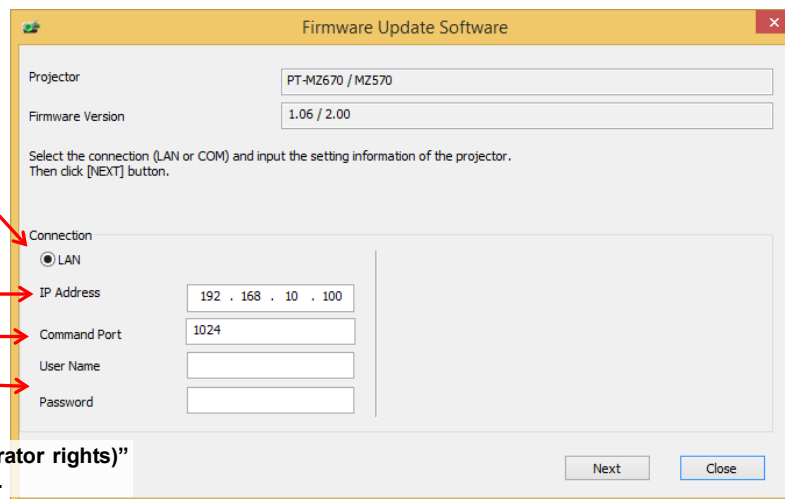 Firmware Update Software
Projector
PT-MZ670 / MZ570
Firmware Version
1.06 / 2.00
Select the connection (LAN or COM) and input the setting information of the projector.
Then click [NEXT] button.
Connection
LAN
IP Address
192 . 168 . 10 . 100
Command Port
1024
User Name
Password
rator rights)”
.
Next
Close